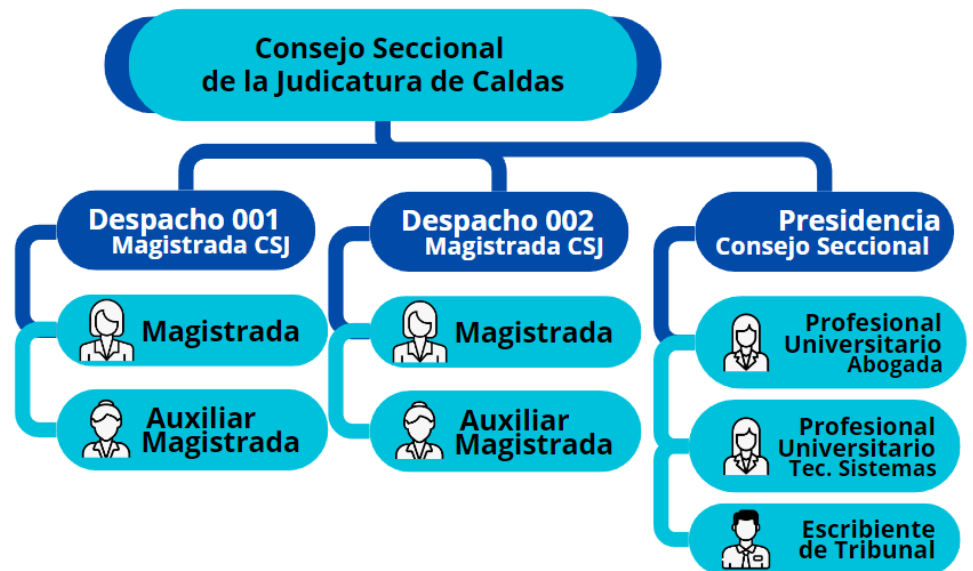 Consejo Seccional
de la Judicatura de Caldas
Despacho 001
Magistrada CSJ
Magistrada
Auxiliar
Magistrada
Despacho 002
Magistrada CSJ
Magistrada
Auxiliar
Magistrada
Presidencia
Consejo Seccional
Profesional
Universitario
Abogada
Profesional
Universitario
Tec. Sistemas
Escribiente
de Tribunal